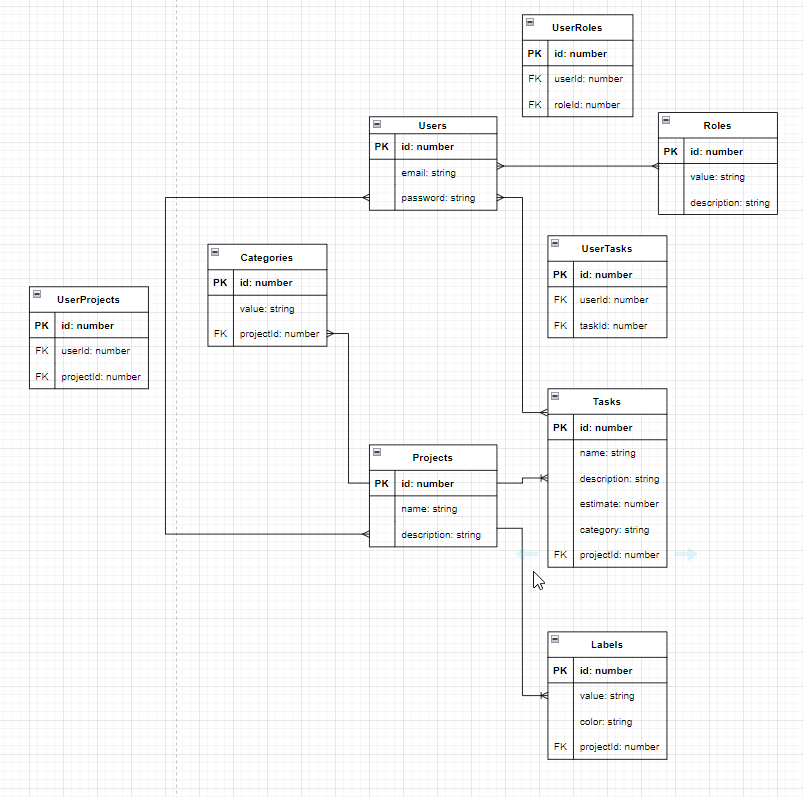 UserRoles
PK id: number
FK userId: number
FK roleId: number
Users
PK id: number
email: string
password: string
Roles
PK id: number
value: string
description: string
Categories
PK id: number
value: string
FK projectId: number
UserTasks
PK id: number
FK userId: number
FK taskId: number
UserProjects
PK id: number
FK userId: number
FK projectId: number
Tasks
PK id: number
name: string
description: string
estimate: number
category: string
FK projectId: number
Projects
PK id: number
name: string
description: string
Labels
PK id: number
value: string
color: string
FK projectId: number